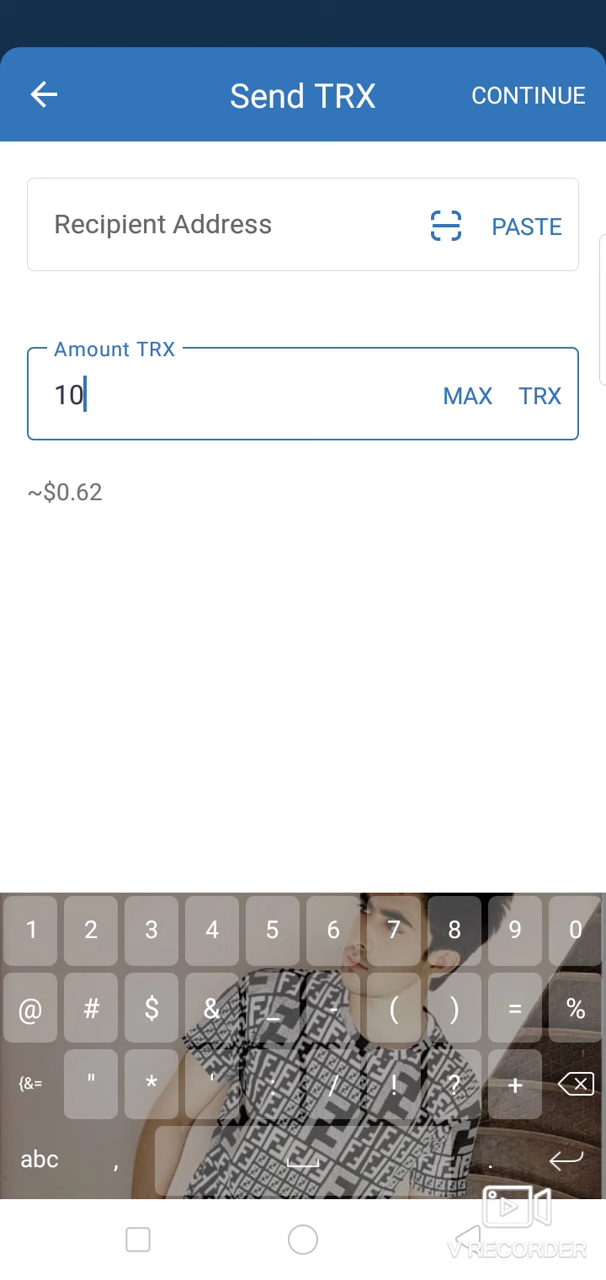 Send TRX CONTINUE
Recipient Address PASTE
Amount TRX
10 MAX TRX
~$0.62
1 2 3 4 5 6 7 8 9 0
@ # $ & _ - ( ) = %
{&= " * ' : / ! ? +
abc , .
V RECORDER